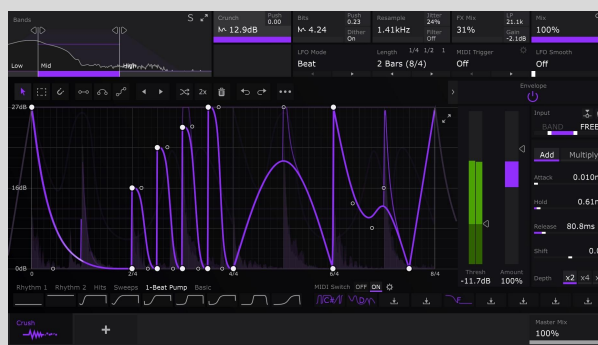 Bands S
Low Mid High
Crunch Push 0.00
12.9dB
Bits Push 0.23
4.24 Dither On
Resample Jitter 24%
1.41kHz Filter Off
FX Mix LP 21.1k
31% Gain -2.1dB
Mix
100%
LFO Mode
Beat
Length 1/4 1/2 1
2 Bars (8/4)
MIDI Trigger
Off
LFO Smooth
Off
2x
27dB
16dB
0dB
0 2/4 4/4 6/4 8/4
Envelope
Input
BAND FREE
Add Multiply
Attack 0.010m
Hold 0.61m
Release 80.8ms
Shift 0.0
Depth x2 x4
Thresh Amount
-11.7dB 100%
Rhythm 1 Rhythm 2 Hits Sweeps 1-Beat Pump Basic
MIDI Switch OFF ON
Crush
+
Master Mix
100%